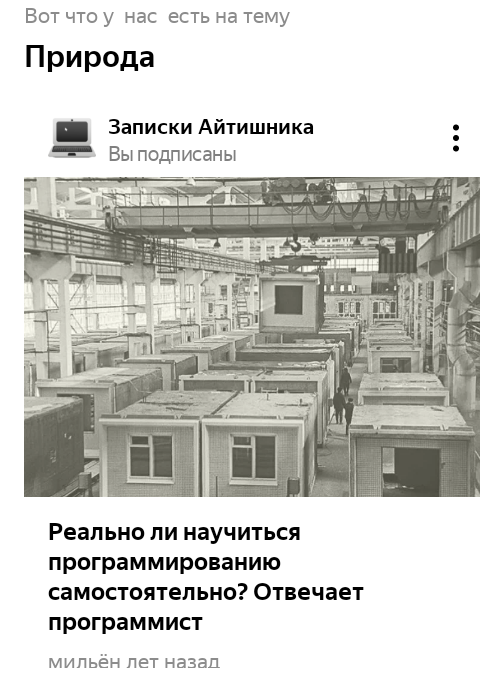 Вот что у нас есть на тему
Природа
Записки Айтишника
Вы подписаны
Реально ли научиться
программированию
самостоятельно? Отвечает
программист
мильён лет назад